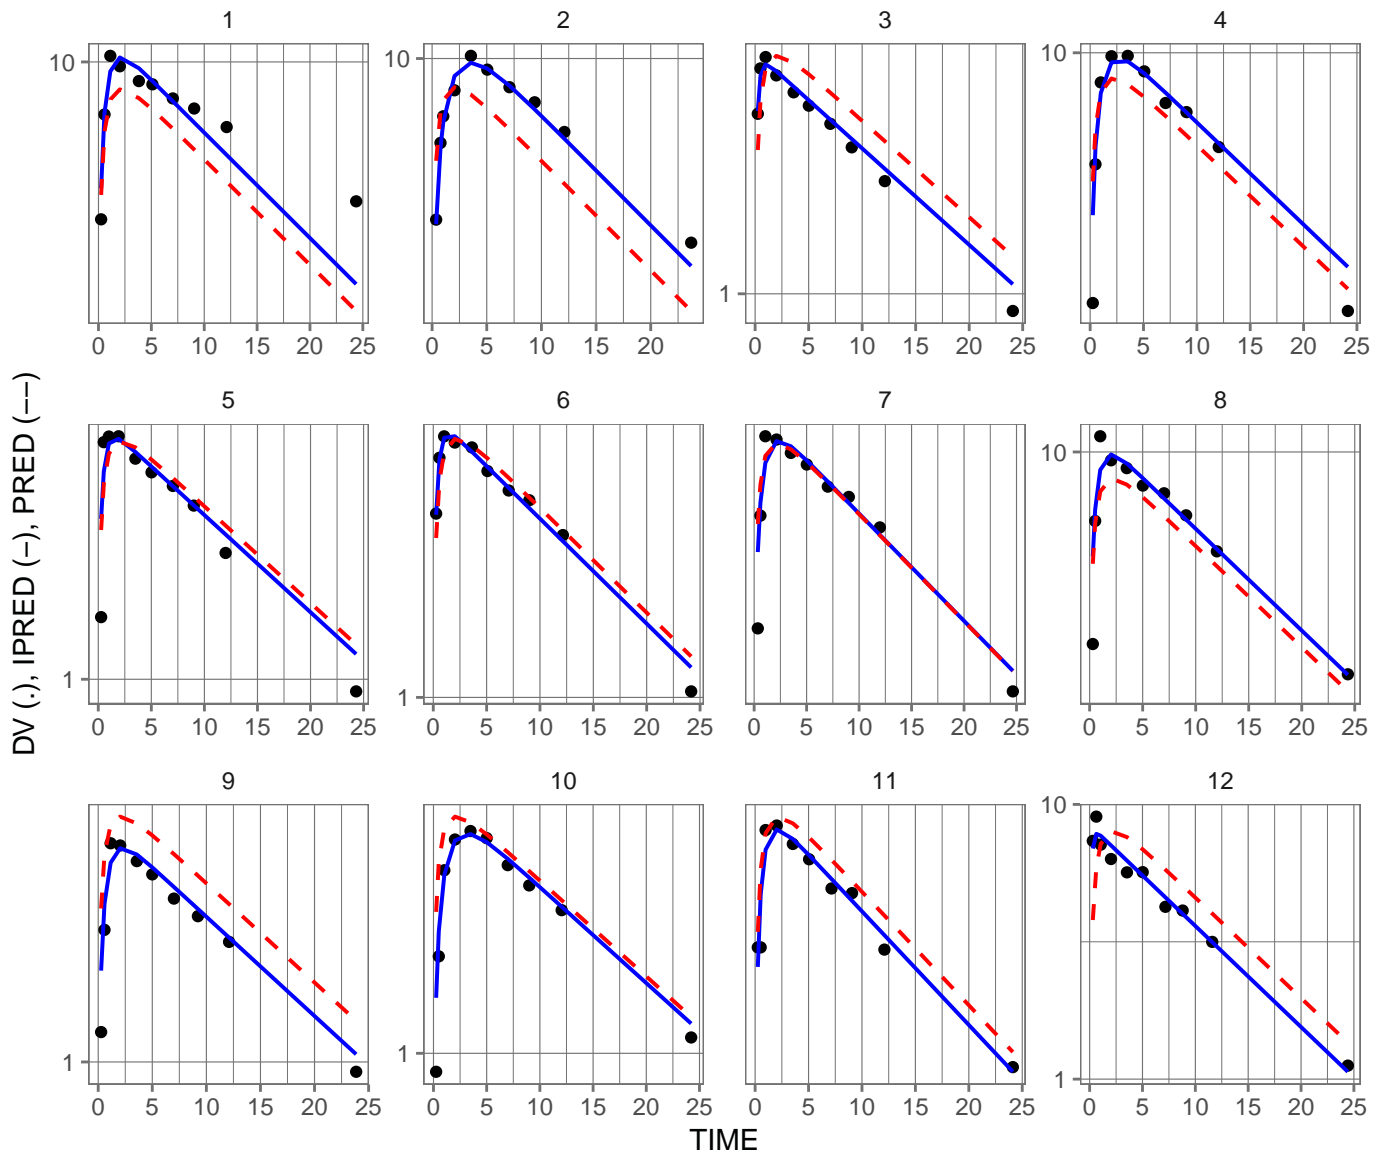 1 2 3 4
10 10 1 10
0 5 10 15 20 25 0 5 10 15 20 0 5 10 15 20 25 0 5 10 15 20 25
5 6 7 8
1 1 10
0 5 10 15 20 25 0 5 10 15 20 25 0 5 10 15 20 25 0 5 10 15 20 25
9 10 11 12
1 1 10 1
0 5 10 15 20 25 0 5 10 15 20 25 0 5 10 15 20 25 0 5 10 15 20 25
TIME
DV (.), IPRED (−), PRED (−−)